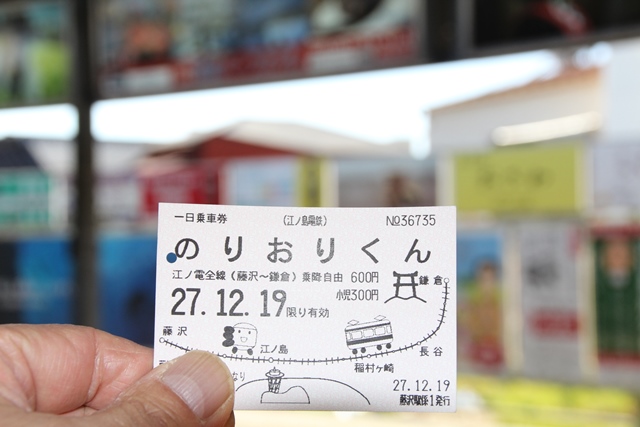 一日乗車券 (江ノ島電鉄) №36735
のりおりくん
江ノ電全線(藤沢〜鎌倉)乗降自由 600円
小児300円
27.12.19限り有効
鎌倉
藤沢
江ノ島
稲村ヶ崎
長谷
27.12.19
藤沢駅係1発行